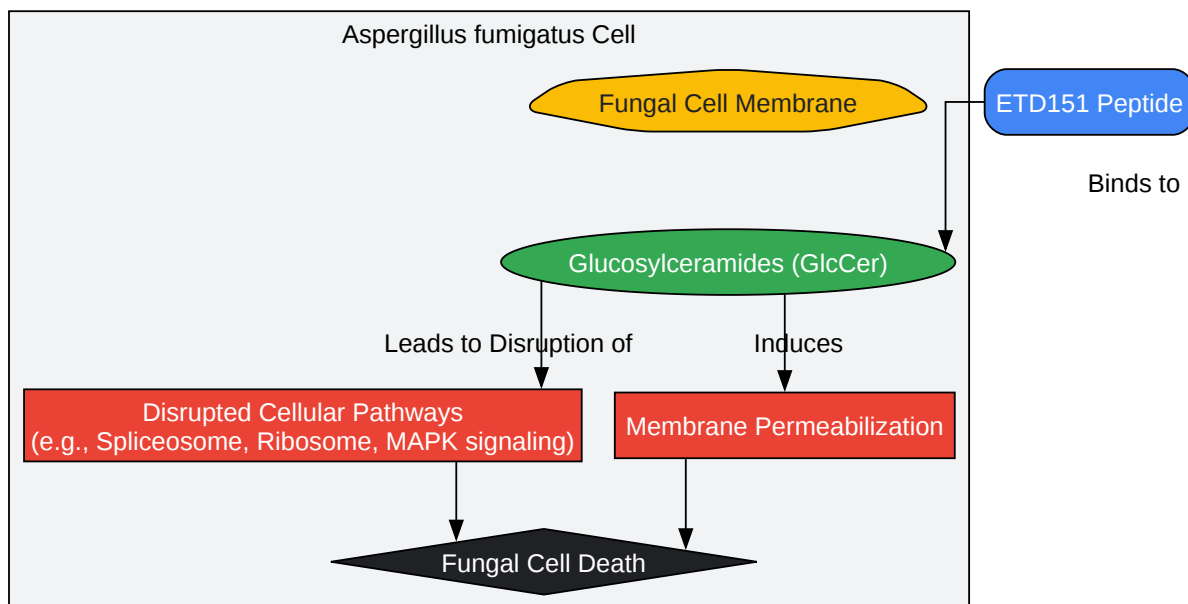 Aspergillus fumigatus Cell
Fungal Cell Membrane
ETD151 Peptide
Binds to
Glucosylceramides (GlcCer)
Leads to Disruption of
Induces
Disrupted Cellular Pathways
(e.g., Spliceosome, Ribosome, MAPK signaling)
Membrane Permeabilization
Fungal Cell Death